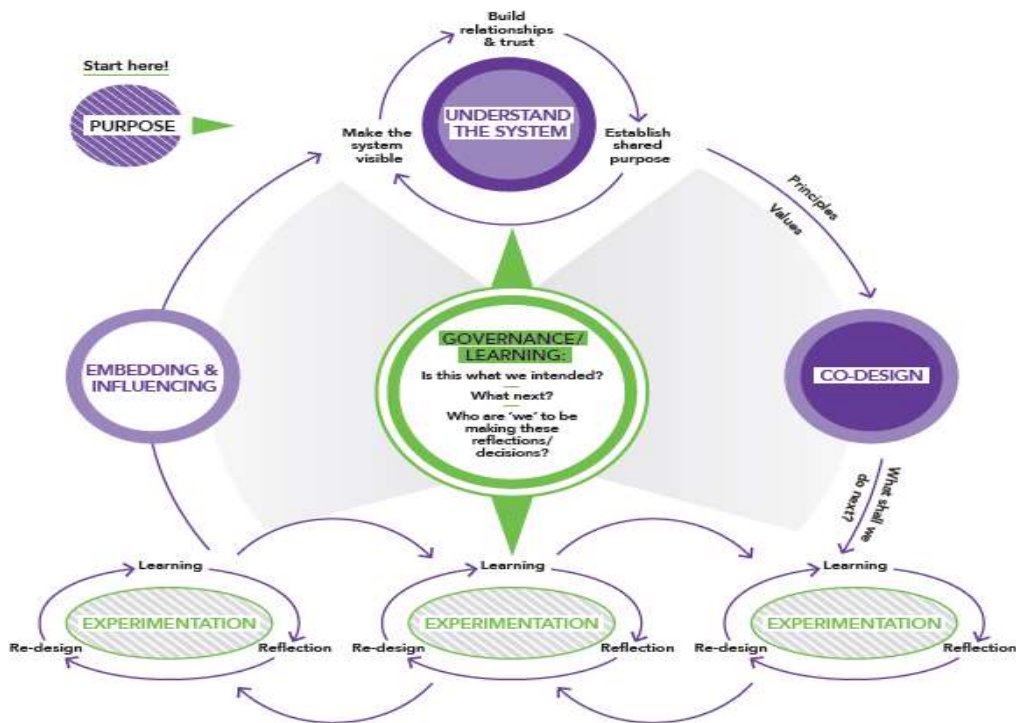 Start here!
PURPOSE
Build
relationships
& trust
UNDERSTAND
THE SYSTEM
Make the
system
visible
Establish
shared
purpose
Principles
Values
GOVERNANCE/
LEARNING:
Is this what we intended?
What next?
Who are ‘we’ to be
making these
reflections/
decisions?
EMBEDDING &
INFLUENCING
CO-DESIGN
What shall we
do next?
Learning
EXPERIMENTATION
Re-design
Reflection
Learning
EXPERIMENTATION
Re-design
Reflection
Learning
EXPERIMENTATION
Re-design
Reflection